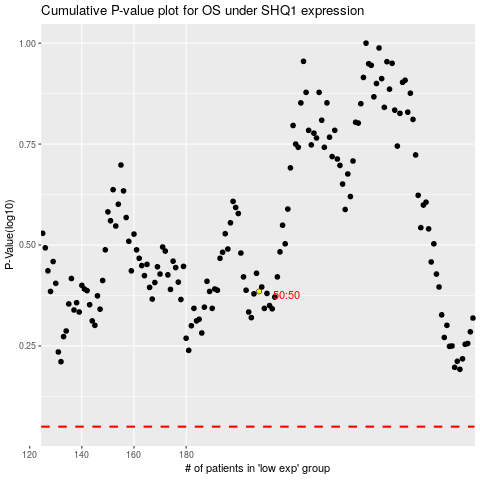 Cumulative P-value plot for OS under SHQ1 expression
1.00
0.75
0.50
0.25
P-Value(log10)
50:50
120 140 160 180
# of patients in 'low exp' group